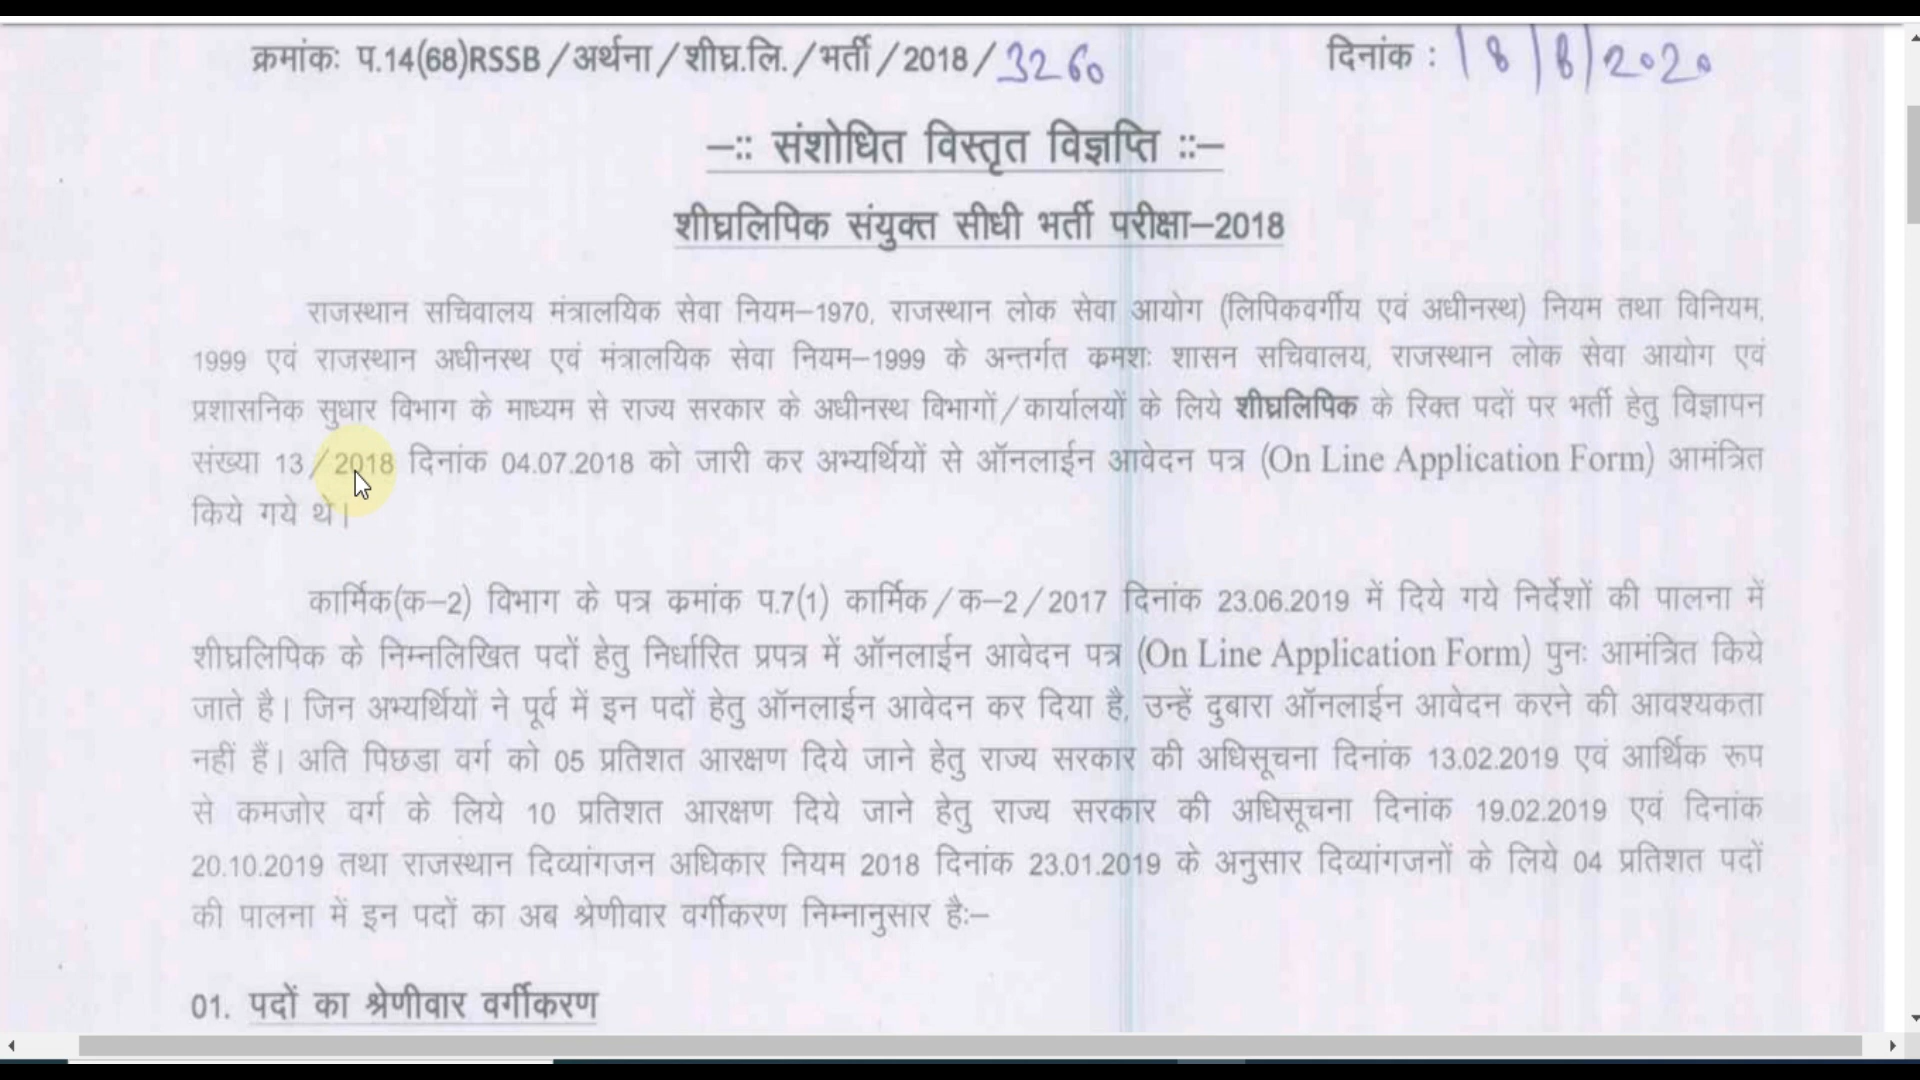 क्रमांकः प.14(68)RSSB/अर्थना/शीघ्र.लि./भर्ती/2018/3260 दिनांक : 18/8/2020
–:: संशोधित विस्तृत विज्ञप्ति ::–
शीघ्रलिपिक संयुक्त सीधी भर्ती परीक्षा–2018
राजस्थान सचिवालय मंत्रालयिक सेवा नियम–1970, राजस्थान लोक सेवा आयोग (लिपिकवर्गीय एवं अधीनस्थ) नियम तथा विनियम,
1999 एवं राजस्थान अधीनस्थ एवं मंत्रालयिक सेवा नियम–1999 के अन्तर्गत क्रमशः शासन सचिवालय, राजस्थान लोक सेवा आयोग एवं
प्रशासनिक सुधार विभाग के माध्यम से राज्य सरकार के अधीनस्थ विभागों/कार्यालयों के लिये शीघ्रलिपिक के रिक्त पदों पर भर्ती हेतु विज्ञापन
संख्या 13/2018 दिनांक 04.07.2018 को जारी कर अभ्यर्थियों से ऑनलाईन आवेदन पत्र (On Line Application Form) आमंत्रित
किये गये थे।
कार्मिक(क–2) विभाग के पत्र क्रमांक प.7(1) कार्मिक/क–2/2017 दिनांक 23.06.2019 में दिये गये निर्देशों की पालना में
शीघ्रलिपिक के निम्नलिखित पदों हेतु निर्धारित प्रपत्र में ऑनलाईन आवेदन पत्र (On Line Application Form) पुनः आमंत्रित किये
जाते है। जिन अभ्यर्थियों ने पूर्व में इन पदों हेतु ऑनलाईन आवेदन कर दिया है, उन्हें दुबारा ऑनलाईन आवेदन करने की आवश्यकता
नहीं हैं। अति पिछडा वर्ग को 05 प्रतिशत आरक्षण दिये जाने हेतु राज्य सरकार की अधिसूचना दिनांक 13.02.2019 एवं आर्थिक रूप
से कमजोर वर्ग के लिये 10 प्रतिशत आरक्षण दिये जाने हेतु राज्य सरकार की अधिसूचना दिनांक 19.02.2019 एवं दिनांक
20.10.2019 तथा राजस्थान दिव्यांगजन अधिकार नियम 2018 दिनांक 23.01.2019 के अनुसार दिव्यांगजनों के लिये 04 प्रतिशत पदों
की पालना में इन पदों का अब श्रेणीवार वर्गीकरण निम्नानुसार हैः–
01. पदों का श्रेणीवार वर्गीकरण